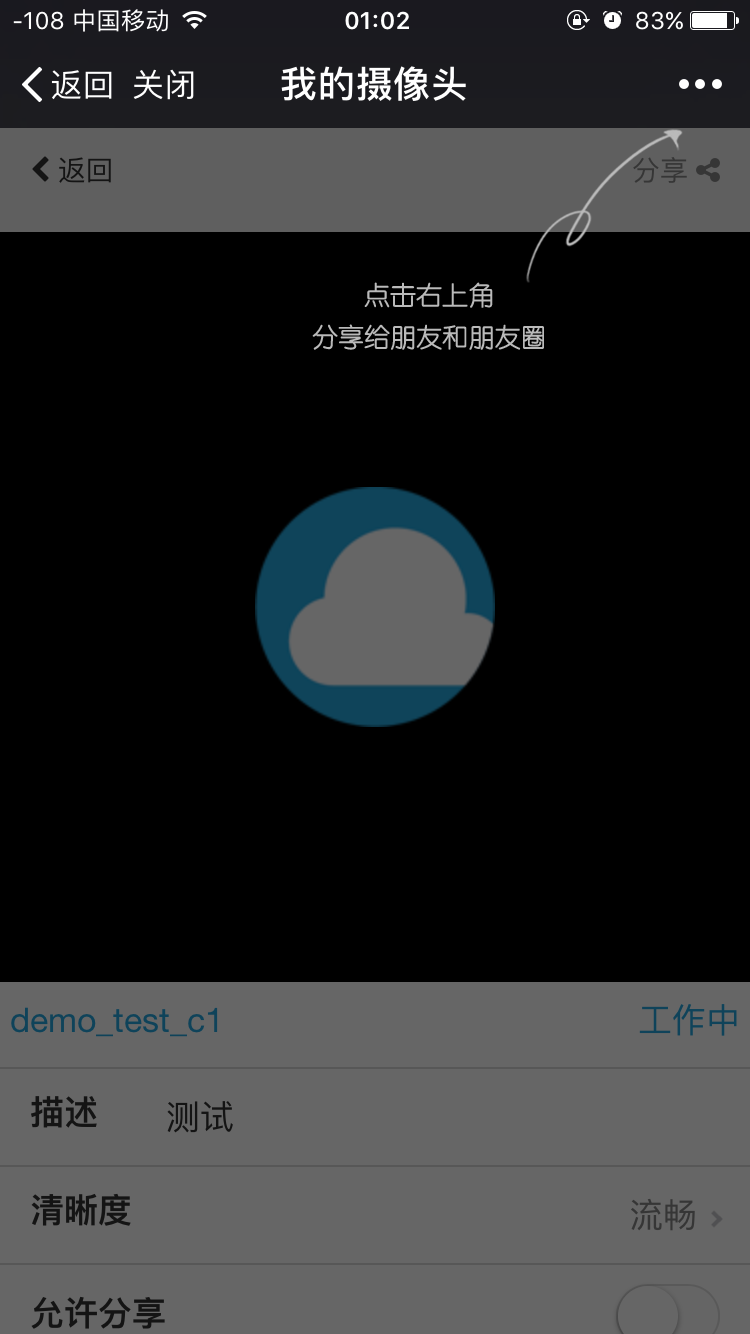 -108 中国移动 01:02 83%
返回 关闭 我的摄像头
返回 分享
点击右上角
分享给朋友和朋友圈
demo_test_c1 工作中
描述 测试
清晰度 流畅
允许分享